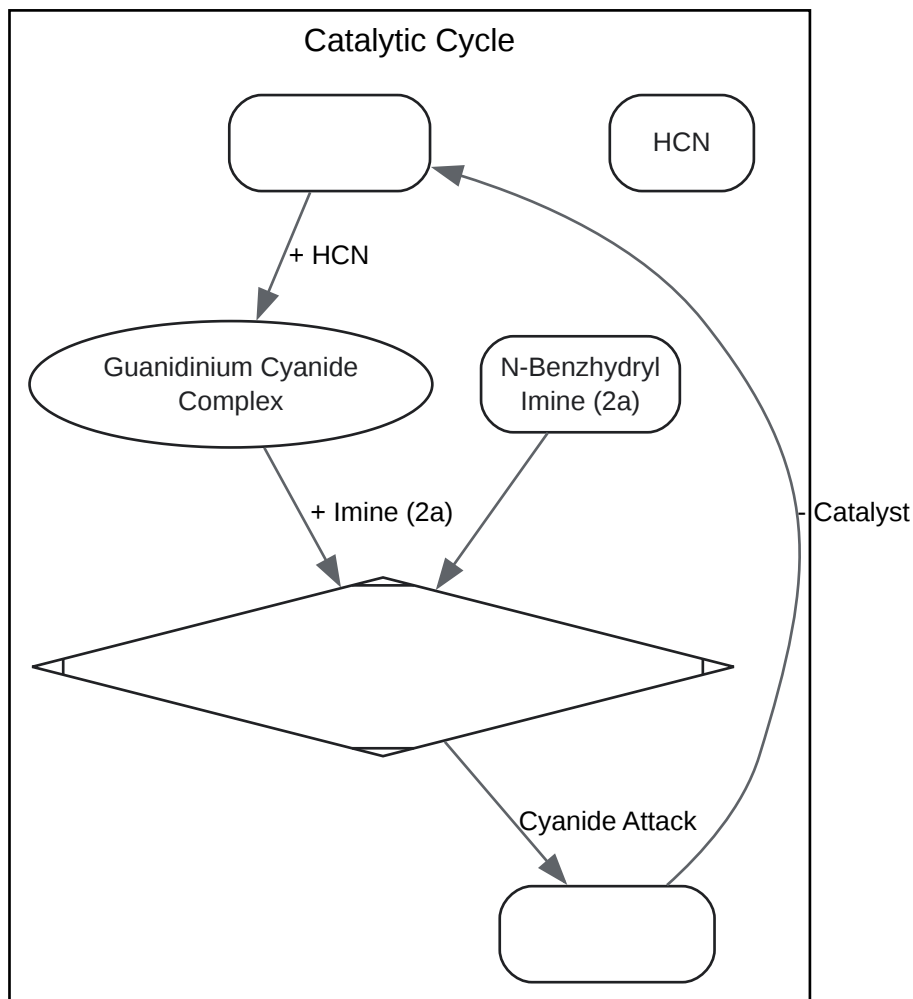 Catalytic Cycle
HCN
+ HCN
Guanidinium Cyanide
Complex
N-Benzhydryl
Imine (2a)
+ Imine (2a)
- Catalyst
Cyanide Attack